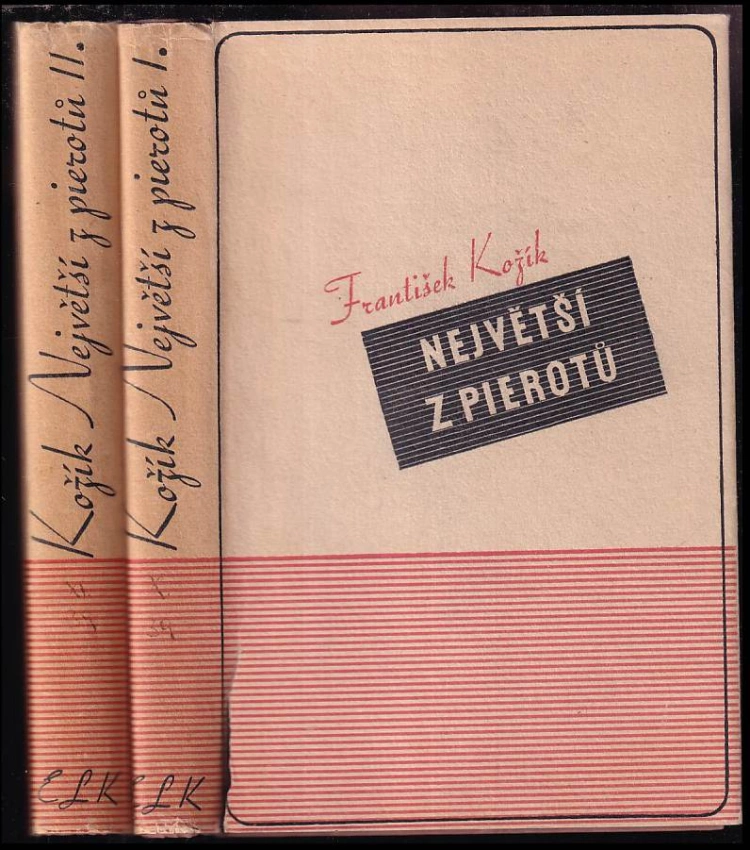 Kožík Největší z pierotů II.
ELK
Kožík Největší z pierotů I.
ELK
František Kožík
NEJVĚTŠÍ
Z PIEROTŮ